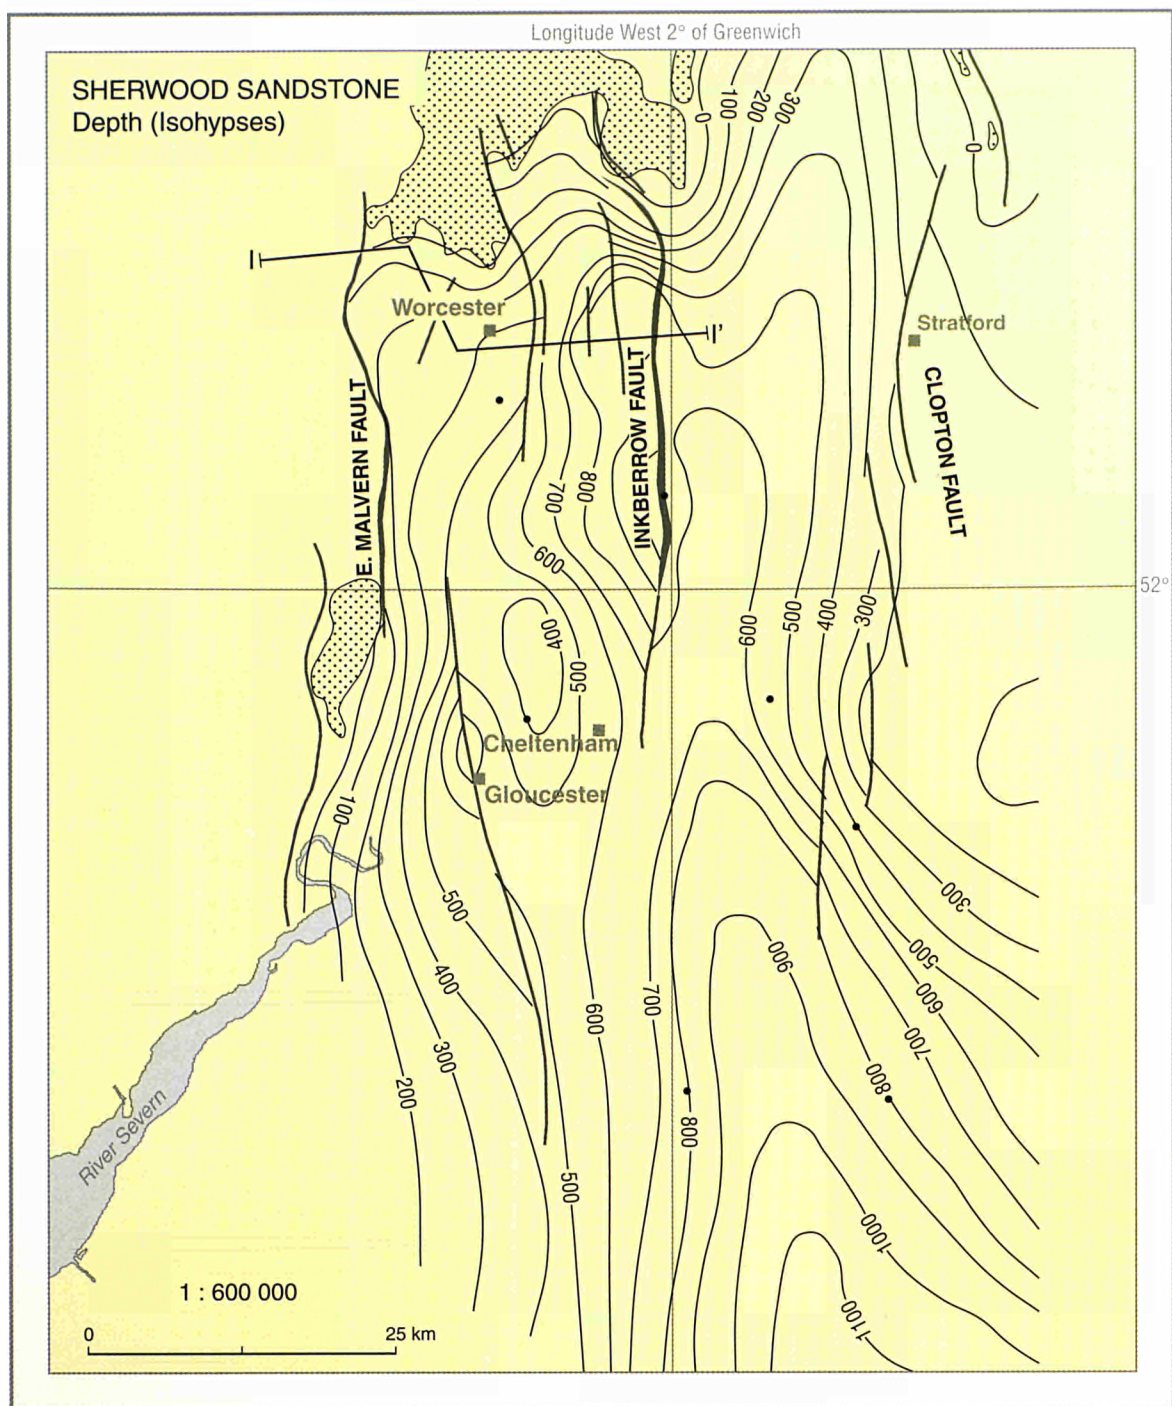 Longitude West 2° of Greenwich
SHERWOOD SANDSTONE
Depth (Isohypses)
0
100
200
300
0
I
I'
Worcester
Stratford
E. MALVERN FAULT
INKBERROW FAULT
CLOPTON FAULT
700
800
600
52°
400
500
600
500
400
300
Cheltenham
Gloucester
100
500
300
900
500
400
600
700
600
700
300
200
800
800
River Severn
500
1000
1100
1 : 600 000
0
25 km